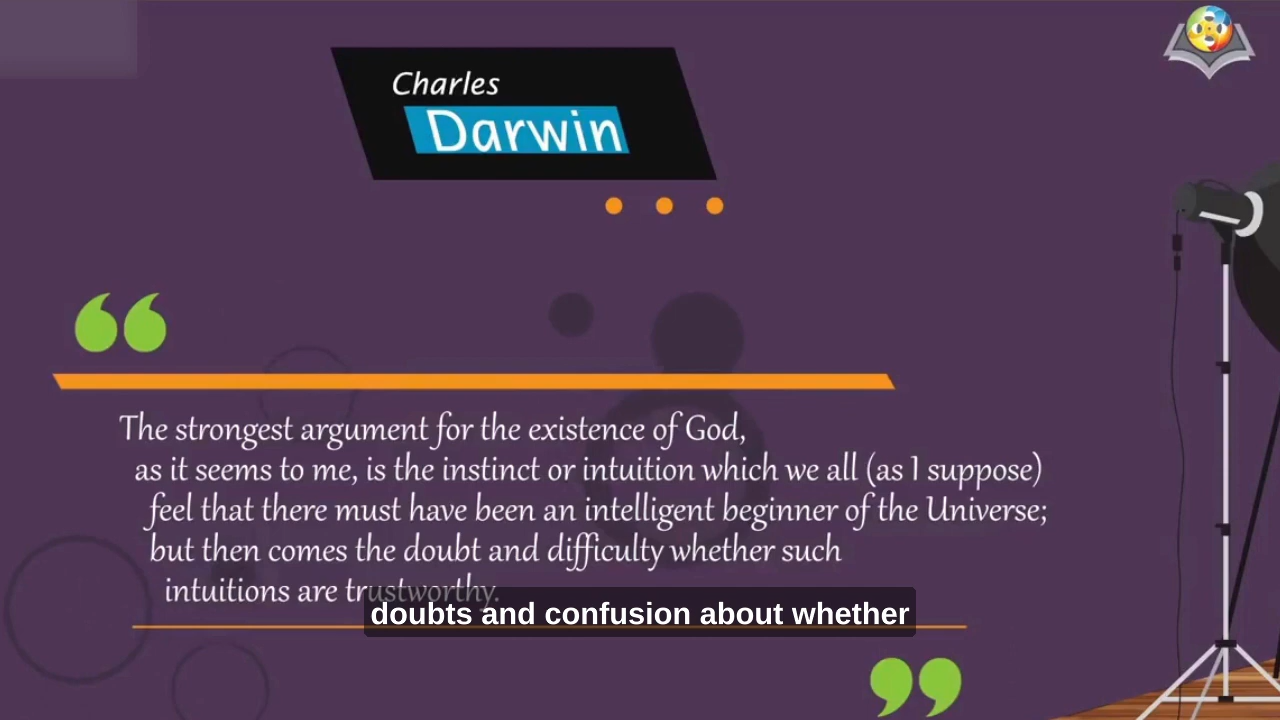 Charles
Darwin
The strongest argument for the existence of God,
as it seems to me, is the instinct or intuition which we all (as I suppose)
feel that there must have been an intelligent beginner of the Universe;
but then comes the doubt and difficulty whether such
intuitions are trustworthy.
doubts and confusion about whether